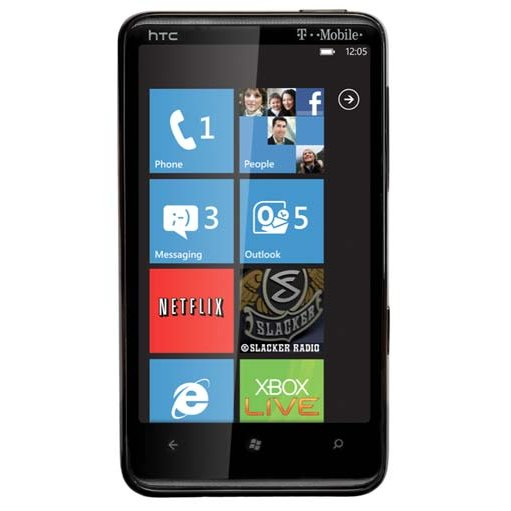 hTC
T··Mobile·
12:05
1
Phone
f
People
;-)
3
Messaging
O
5
Outlook
NETFLIX
S
SLACKER
SLACKER RADIO
e
XBOX
LIVE